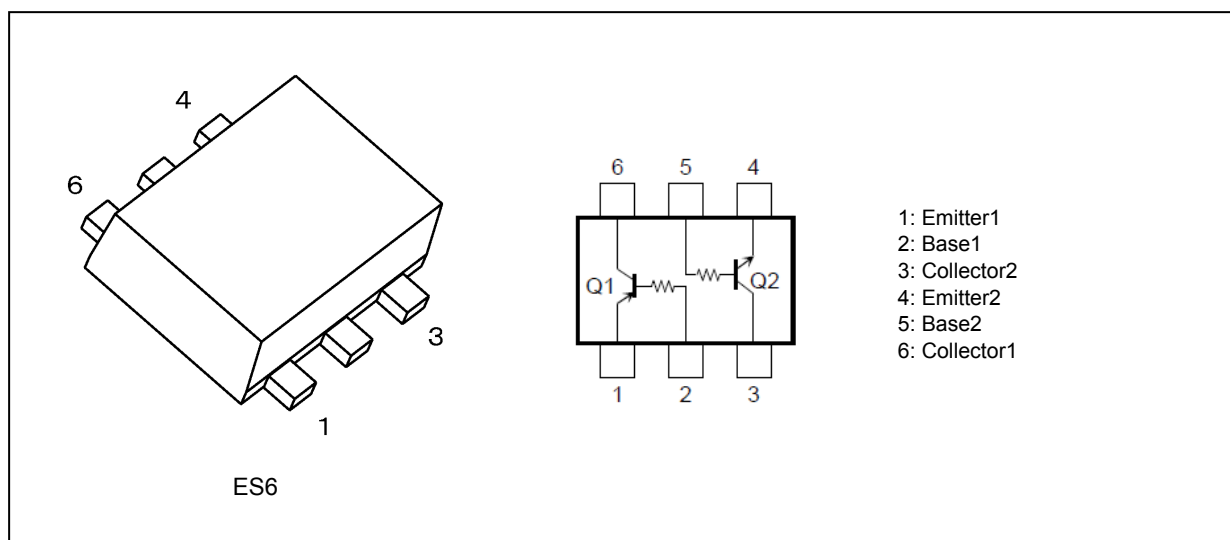 4
6
3
1
ES6
6 5 4
Q1 Q2
1 2 3
1: Emitter1
2: Base1
3: Collector2
4: Emitter2
5: Base2
6: Collector1